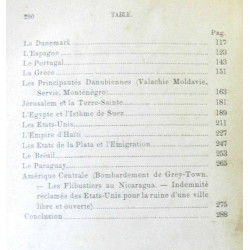 290 TABLE.
Pag.
Le Danemark 117
L'Espagne 123
Le Portugal 143
La Grèce 151
Les Principautés Danubiennes (Valachie Moldavie,
Servie, Monténégro) 163
Jérusalem et la Terre-Sainte 181
L'Egypte et l'Isthme de Suez 189
Les Etats-Unis 211
L'Empire d'Haïti 227
Les Etats de la Plata et l'Emigration 247
Le Brésil 253
Le Paraguay 265
Amérique Centrale (Bombardement de Grey-Town.
— Les Flibustiers au Nicaragua. — Indemnité
réclamés des Etats-Unis pour la ruine d'une ville
libre et ouverte) 275
Conclusion 288